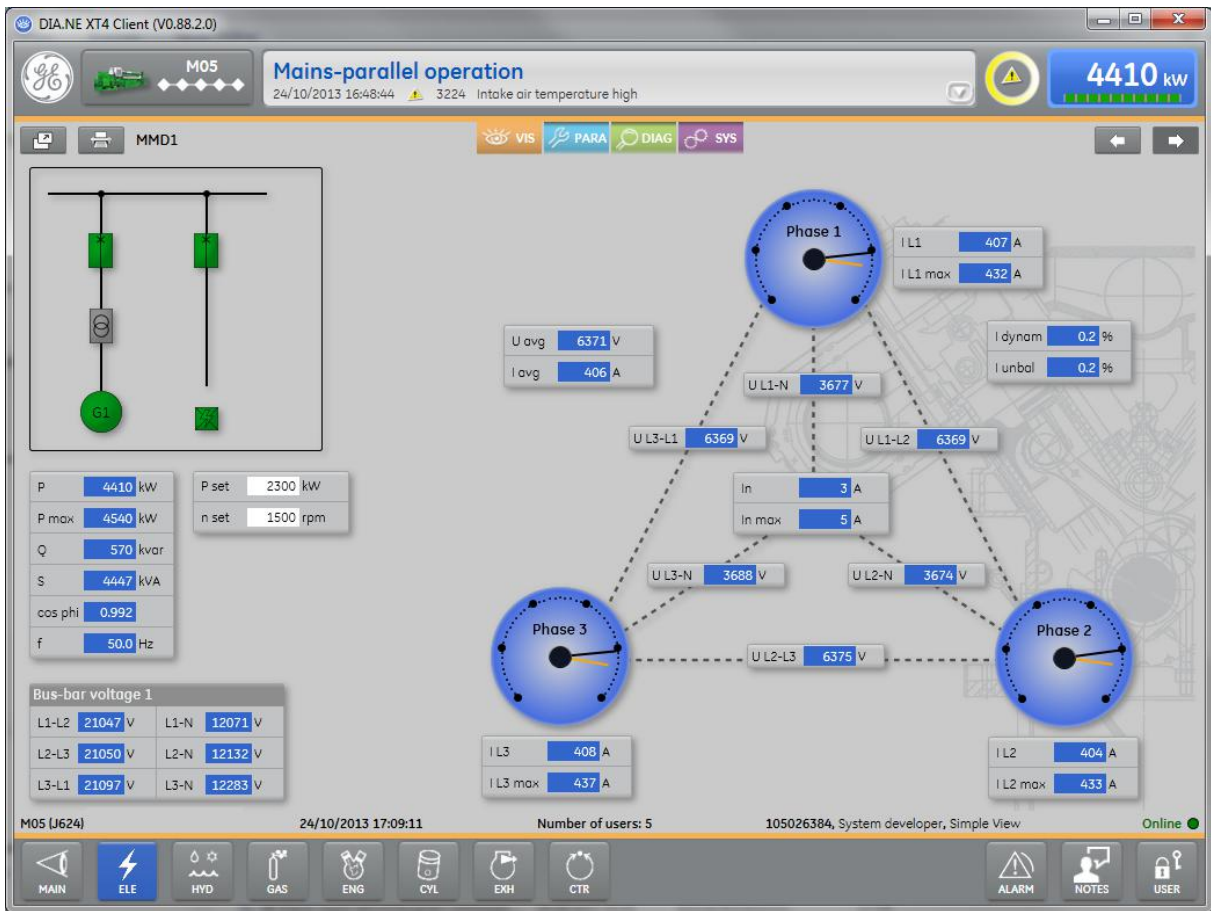 DIA.NE XT4 Client (V0.88.2.0)
M05
Mains-parallel operation
24/10/2013 16:48:44 3224 Intake air temperature high
4410 kW
MMD1
VIS PARA DIAG SYS
G1
Phase 1
I L1 407 A
I L1 max 432 A
U avg 6371 V
I avg 406 A
I dynam 0.2 %
I unbal 0.2 %
U L1-N 3677 V
U L3-L1 6369 V
U L1-L2 6369 V
In 3 A
In max 5 A
U L3-N 3688 V
U L2-N 3674 V
Phase 3
Phase 2
U L2-L3 6375 V
I L3 408 A
I L3 max 437 A
I L2 404 A
I L2 max 433 A
P 4410 kW
P max 4540 kW
Q 570 kvar
S 4447 kVA
cos phi 0.992
f 50.0 Hz
P set 2300 kW
n set 1500 rpm
Bus-bar voltage 1
L1-L2 21047 V L1-N 12071 V
L2-L3 21050 V L2-N 12132 V
L3-L1 21097 V L3-N 12283 V
M05 (J624) 24/10/2013 17:09:11 Number of users: 5 105026384, System developer, Simple View Online
MAIN ELE HYD GAS ENG CYL EXH CTR ALARM NOTES USER